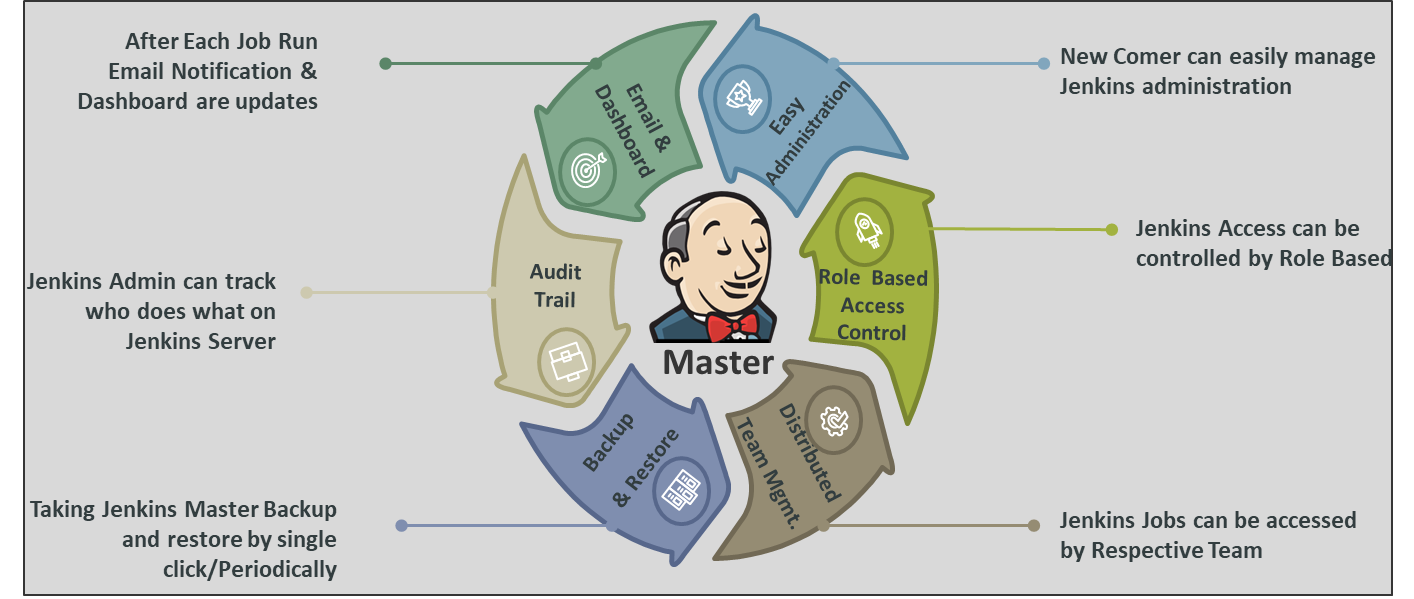 After Each Job Run
Email Notification &
Dashboard are updates
Email &
Dashboard
Easy
Administration
New Comer can easily manage
Jenkins administration
Jenkins Access can be
controlled by Role Based
Role Based
Access
Control
Audit
Trail
Jenkins Admin can track
who does what on
Jenkins Server
Master
Backup
& Restore
Distributed
Team Mgmt.
Taking Jenkins Master Backup
and restore by single
click/Periodically
Jenkins Jobs can be accessed
by Respective Team